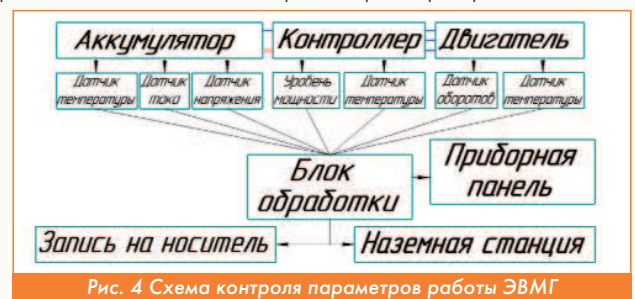 Аккумулятор Контроллер Двигатель
Датчик температуры Датчик тока Датчик напряжения Уровень мощности Датчик температуры Датчик оборотов Датчик температуры
Блок
обработки
Приборная
панель
Запись на носитель Наземная станция
Рис. 4 Схема контроля параметров работы ЭВМГ